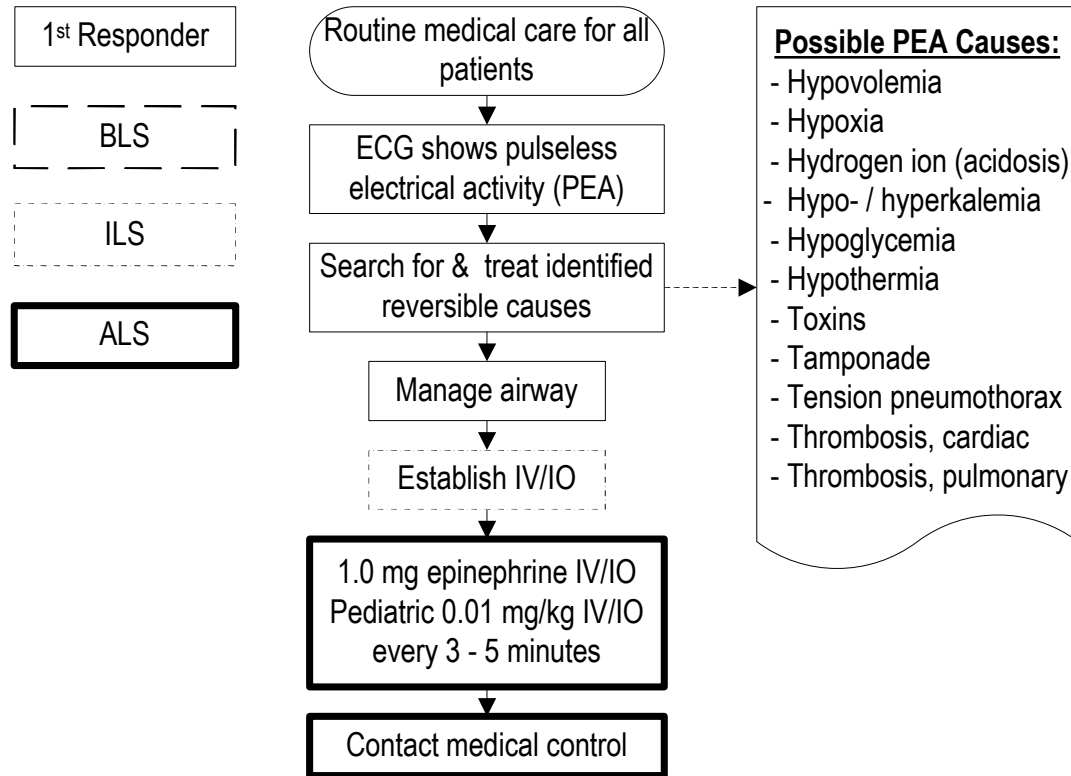 1st Responder
BLS
ILS
ALS
Routine medical care for all
patients
ECG shows pulseless
electrical activity (PEA)
Search for & treat identified
reversible causes
Manage airway
Establish IV/IO
1.0 mg epinephrine IV/IO
Pediatric 0.01 mg/kg IV/IO
every 3 - 5 minutes
Contact medical control
Possible PEA Causes:
- Hypovolemia
- Hypoxia
- Hydrogen ion (acidosis)
- Hypo- / hyperkalemia
- Hypoglycemia
- Hypothermia
- Toxins
- Tamponade
- Tension pneumothorax
- Thrombosis, cardiac
- Thrombosis, pulmonary